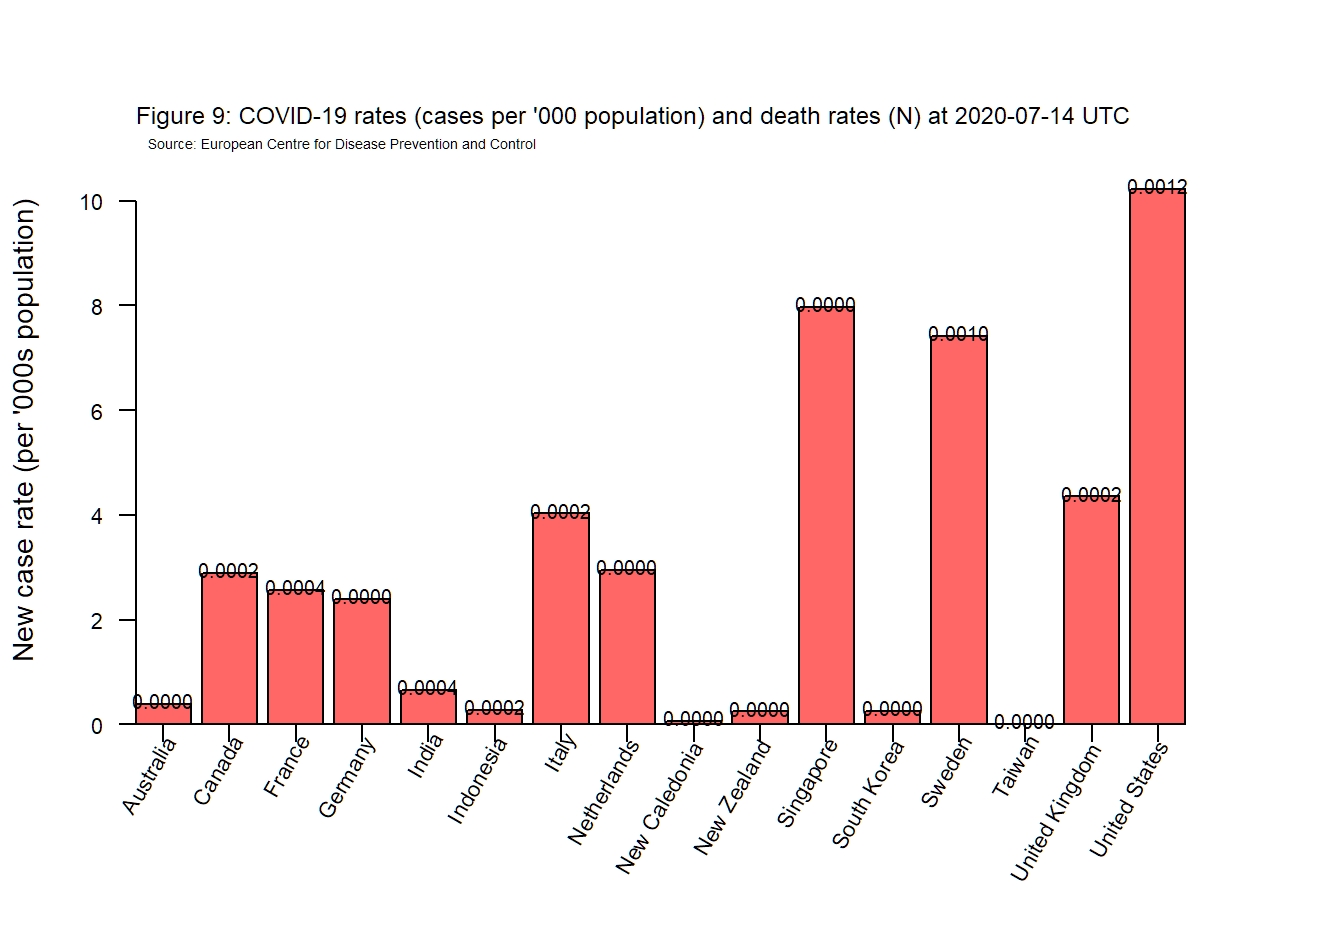 Figure 9: COVID-19 rates (cases per '000 population) and death rates (N) at 2020-07-14 UTC
Source: European Centre for Disease Prevention and Control
New case rate (per '000s population)
10
8
6
4
2
0
0.0000
0.0002
0.0004
0.0000
0.0004
0.0002
0.0002
0.0000
0.0000
0.0000
0.0000
0.0000
0.0010
0.0000
0.0002
0.0012
Australia
Canada
France
Germany
India
Indonesia
Italy
Netherlands
New Caledonia
New Zealand
Singapore
South Korea
Sweden
Taiwan
United Kingdom
United States